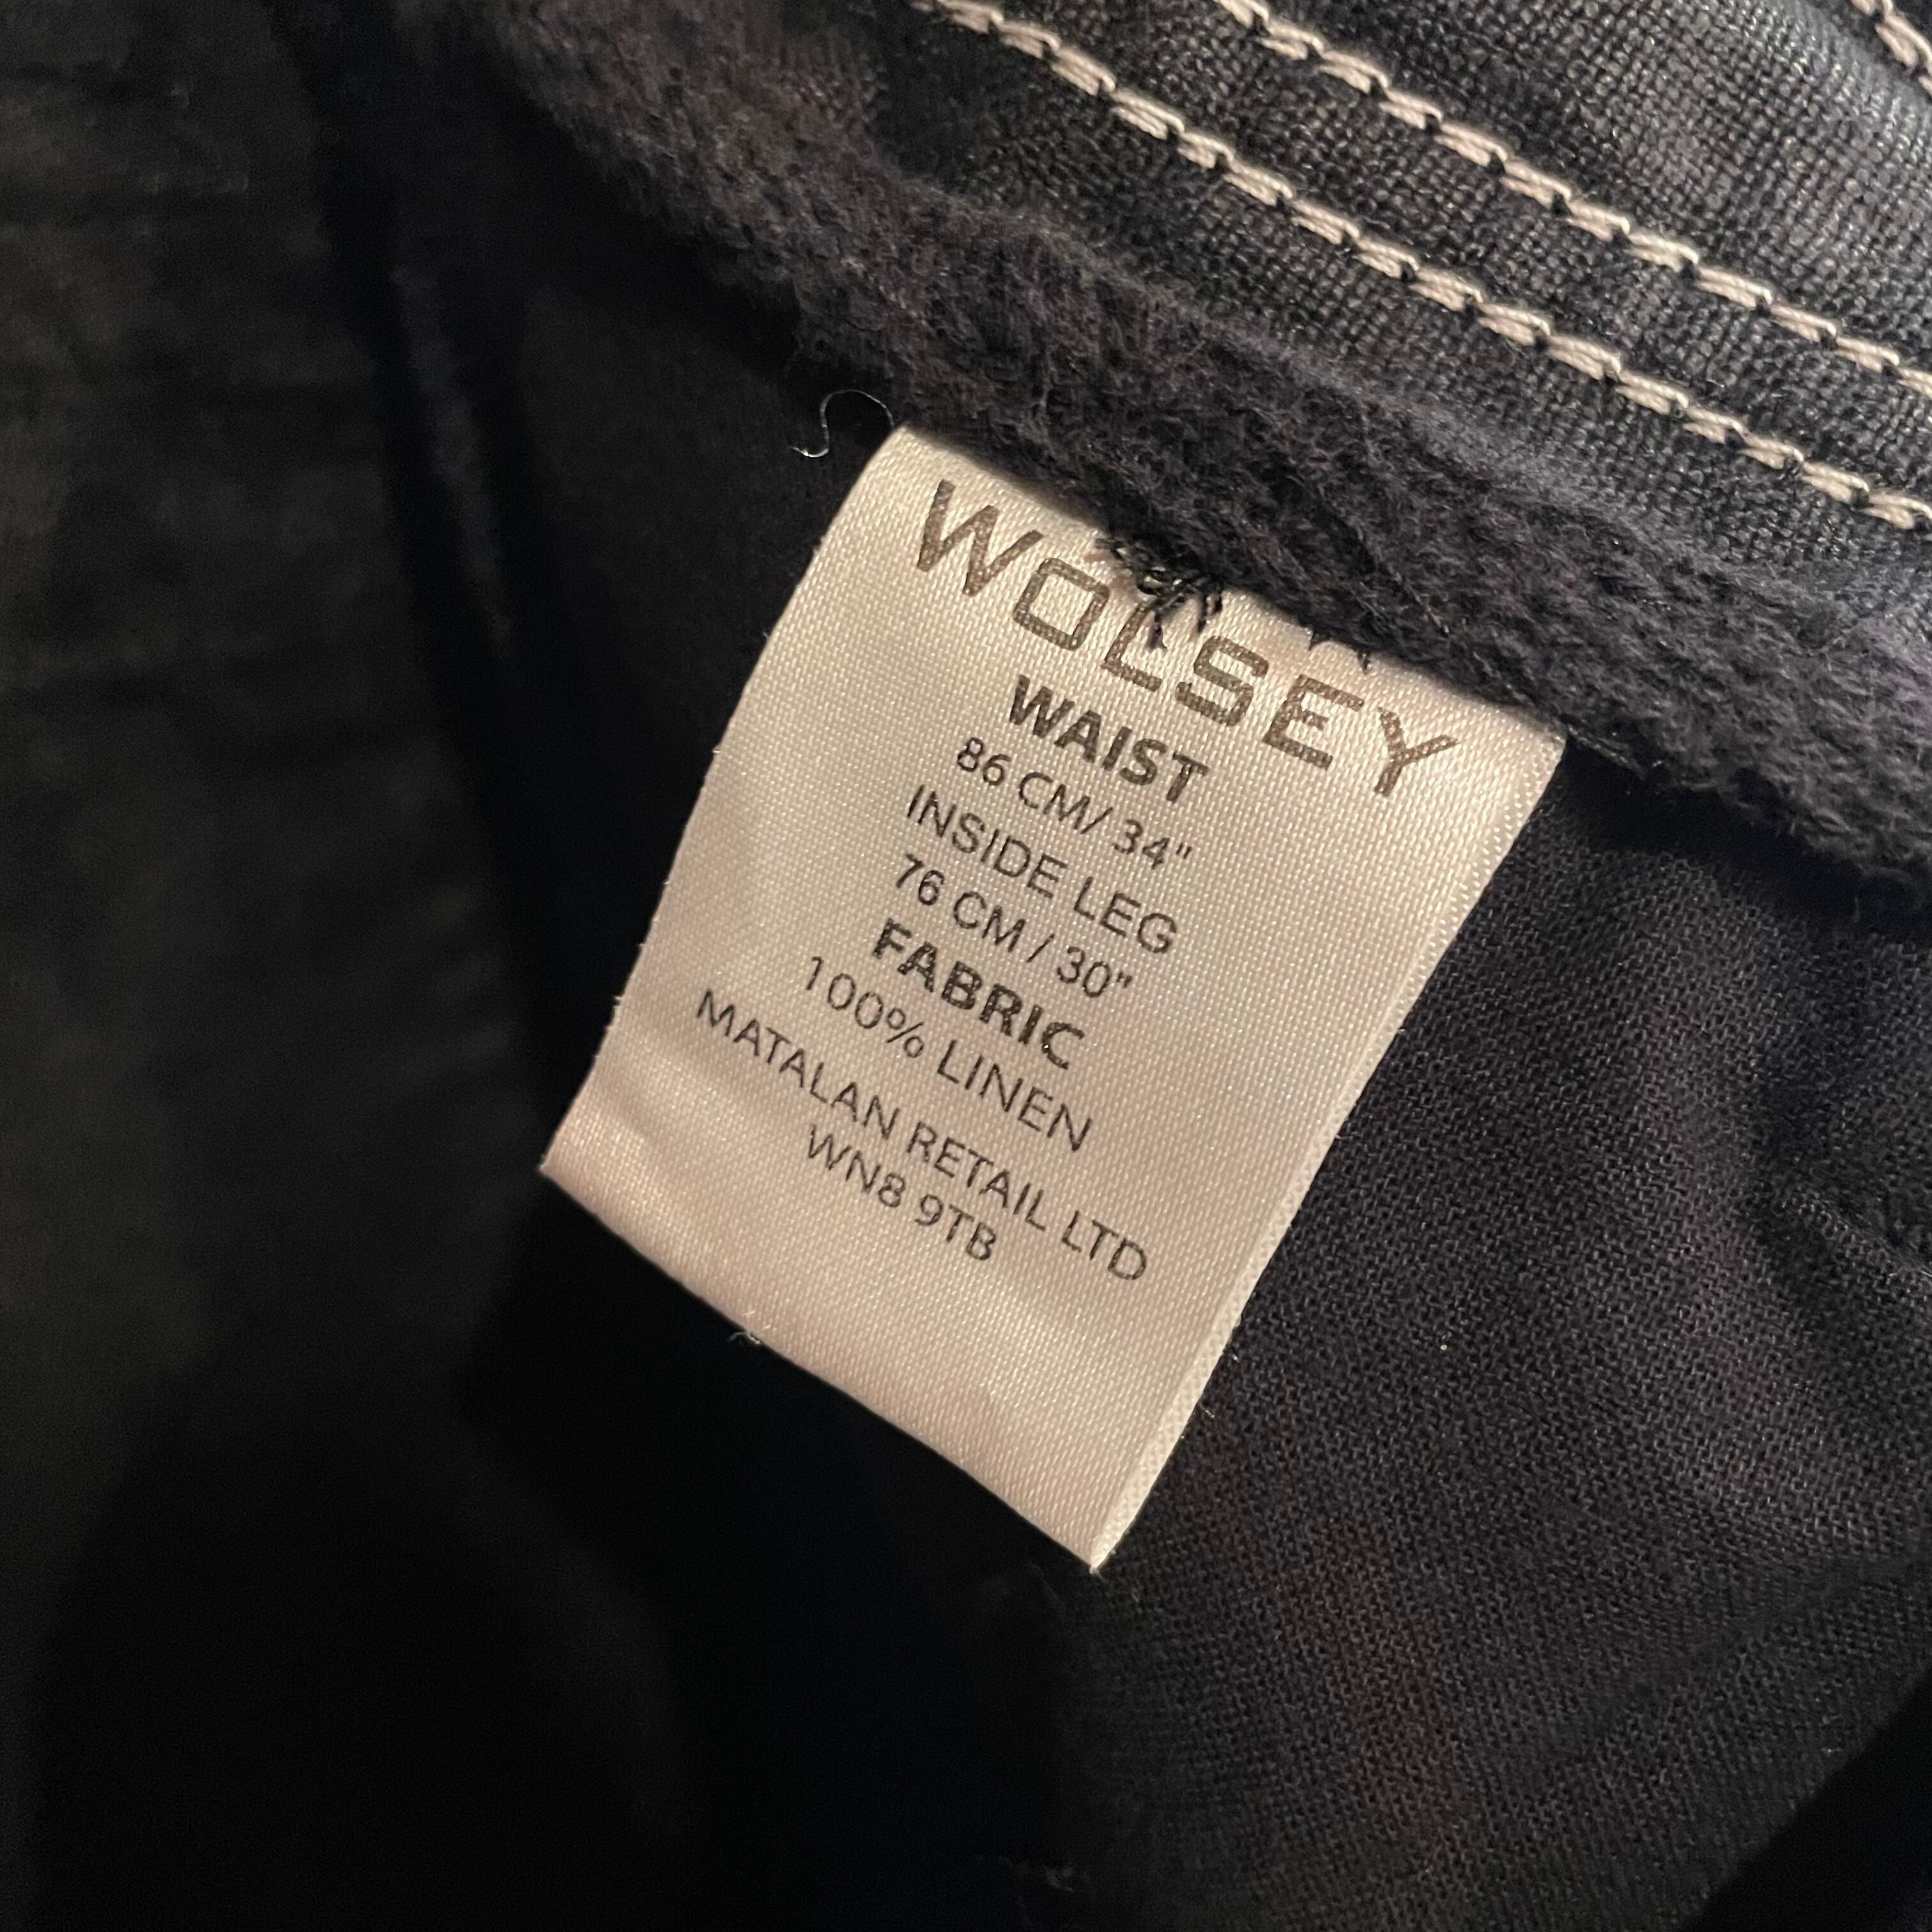 WOLSEY
WAIST
86 CM/ 34"
INSIDE LEG
76 CM / 30"
FABRIC
100% LINEN
MATALAN RETAIL LTD
WN8 9TB